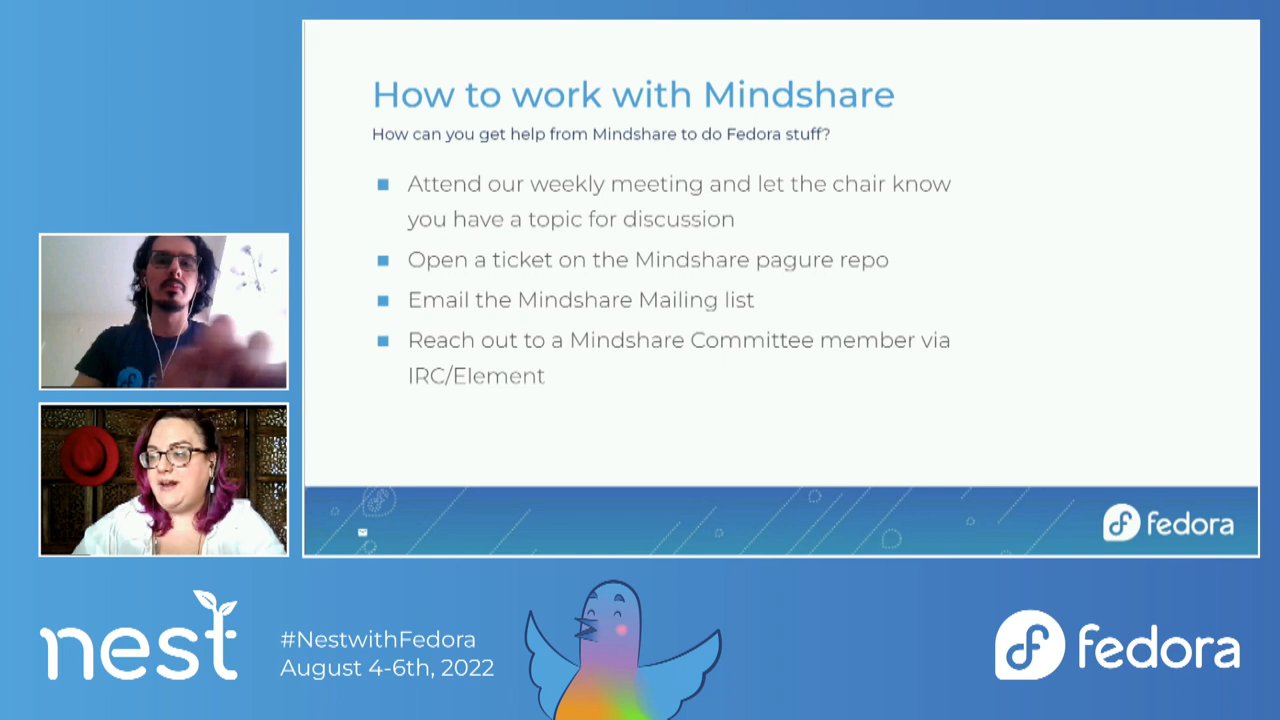 How to work with Mindshare
How can you get help from Mindshare to do Fedora stuff?
Attend our weekly meeting and let the chair know
you have a topic for discussion
Open a ticket on the Mindshare pagure repo
Email the Mindshare Mailing list
Reach out to a Mindshare Committee member via
IRC/Element
fedora
nest
#NestwithFedora
August 4-6th, 2022
fedora